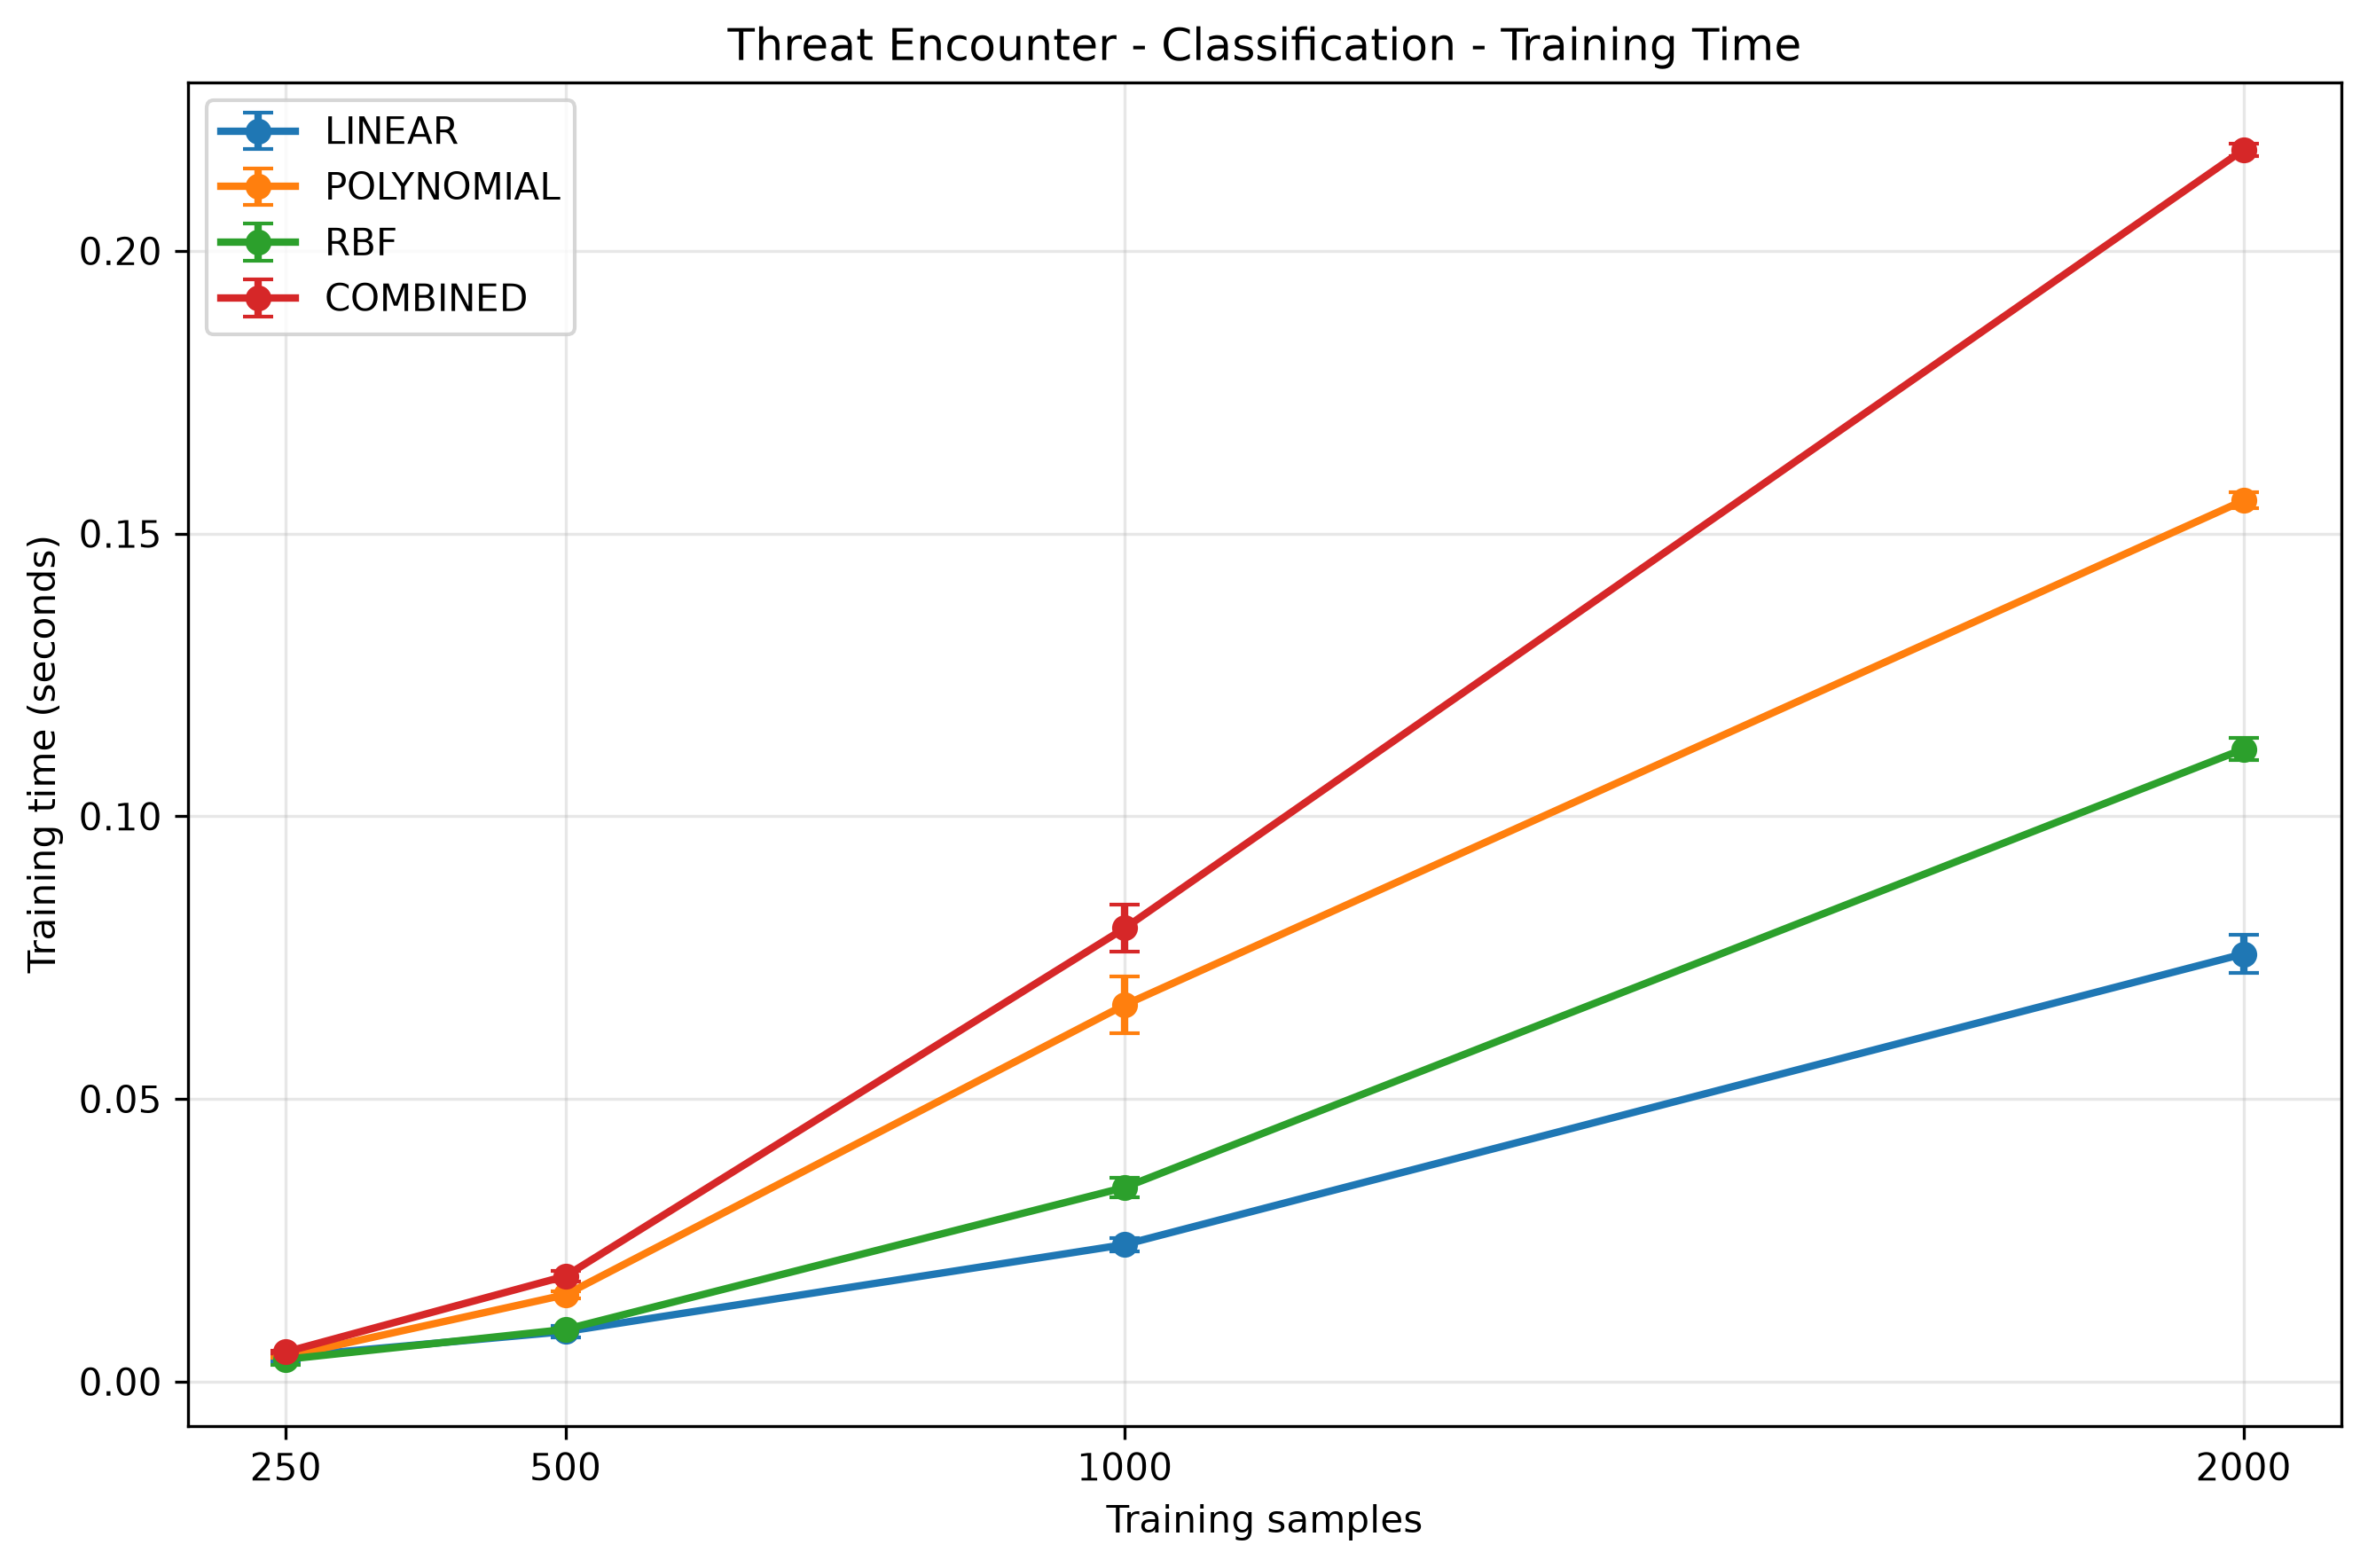 Threat Encounter - Classification - Training Time
LINEAR
POLYNOMIAL
RBF
COMBINED
Training time (seconds)
0.20
0.15
0.10
0.05
0.00
250 500 1000 2000
Training samples